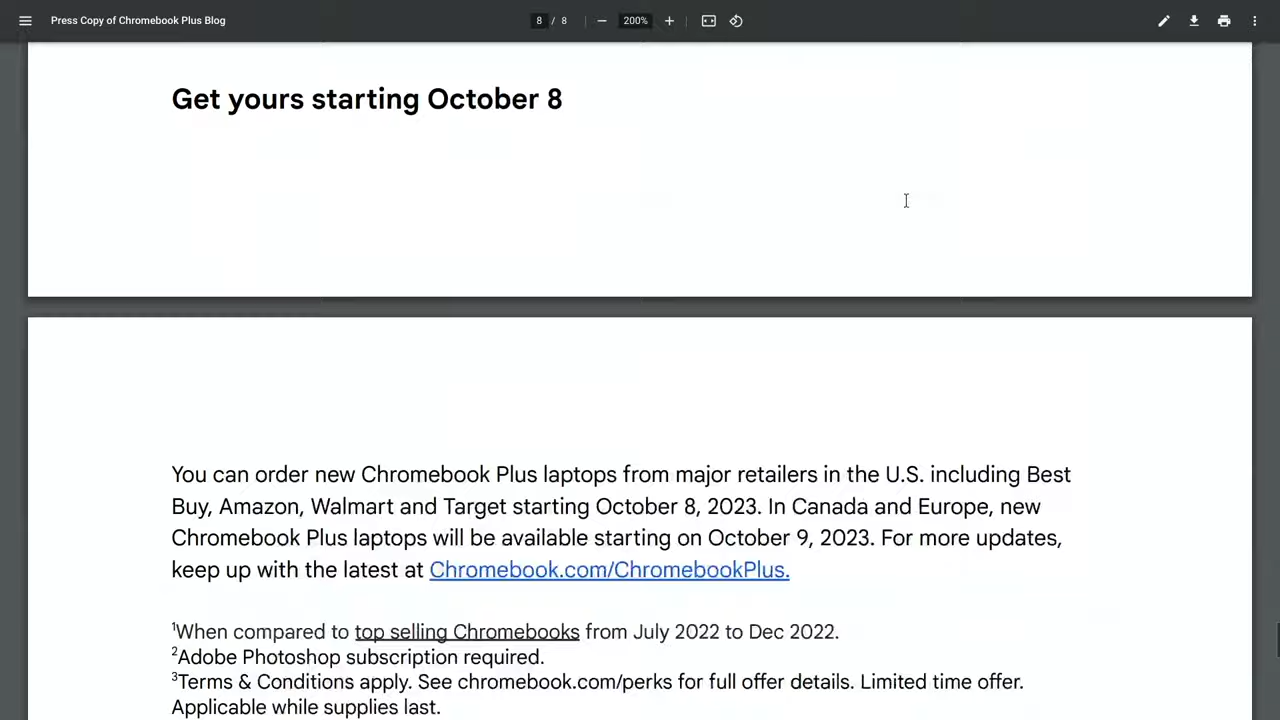 Press Copy of Chromebook Plus Blog
8 / 8
200%
Get yours starting October 8
You can order new Chromebook Plus laptops from major retailers in the U.S. including Best
Buy, Amazon, Walmart and Target starting October 8, 2023. In Canada and Europe, new
Chromebook Plus laptops will be available starting on October 9, 2023. For more updates,
keep up with the latest at Chromebook.com/ChromebookPlus.
¹When compared to top selling Chromebooks from July 2022 to Dec 2022.
²Adobe Photoshop subscription required.
³Terms & Conditions apply. See chromebook.com/perks for full offer details. Limited time offer.
Applicable while supplies last.